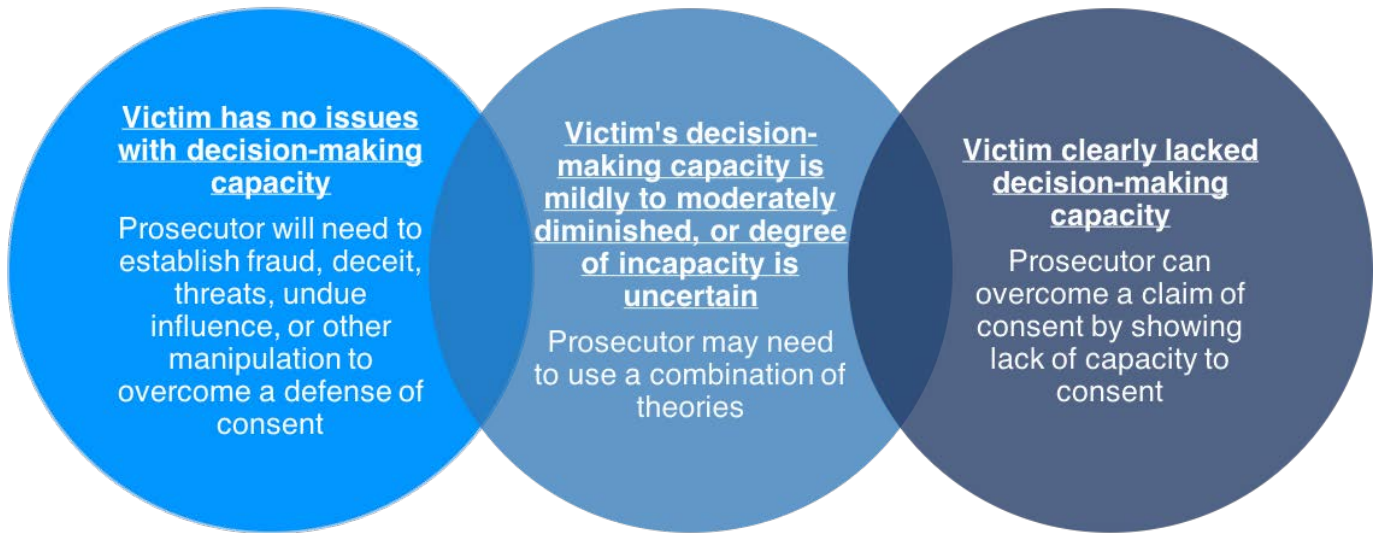 Victim has no issues
with decision-making
capacity
Prosecutor will need to
establish fraud, deceit,
threats, undue
influence, or other
manipulation to
overcome a defense of
consent
Victim's decision-
making capacity is
mildly to moderately
diminished, or degree
of incapacity is
uncertain
Prosecutor may need
to use a combination of
theories
Victim clearly lacked
decision-making
capacity
Prosecutor can
overcome a claim of
consent by showing
lack of capacity to
consent